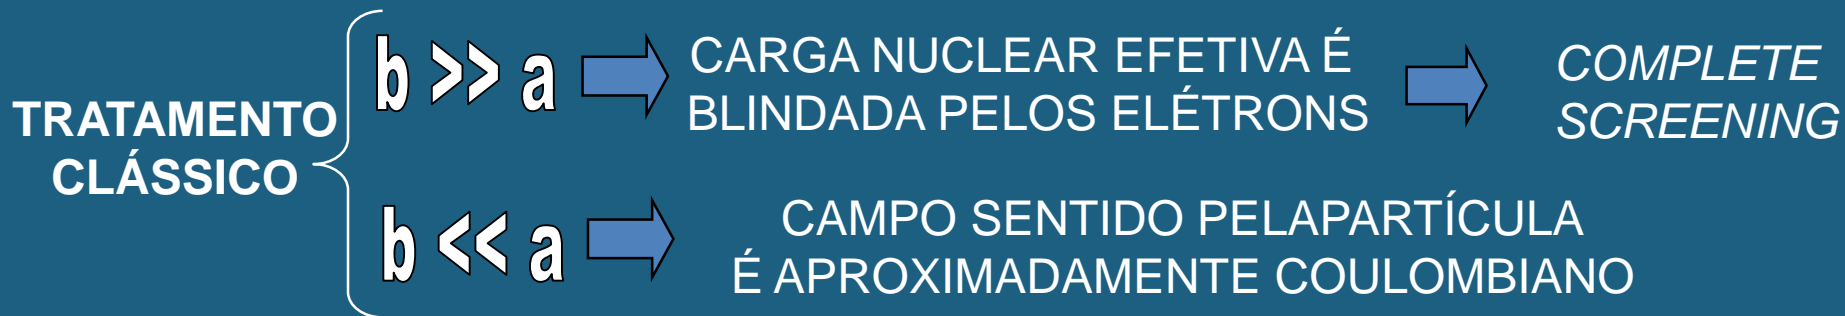 TRATAMENTO
CLÁSSICO
b >> a
CARGA NUCLEAR EFETIVA É
BLINDADA PELOS ELÉTRONS
COMPLETE
SCREENING
b << a
CAMPO SENTIDO PELAPARTÍCULA
É APROXIMADAMENTE COULOMBIANO